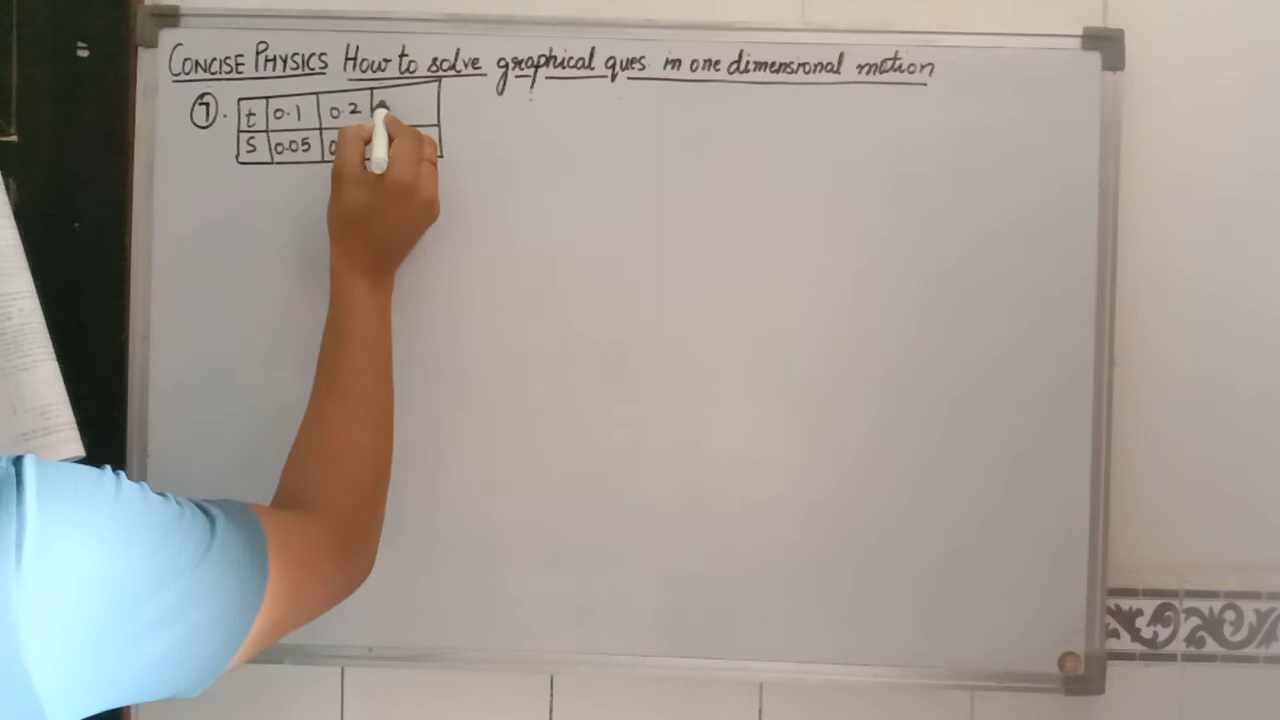 CONCISE PHYSICS How to solve graphical ques. in one dimensional motion
7. t 0.1 0.2
S 0.05